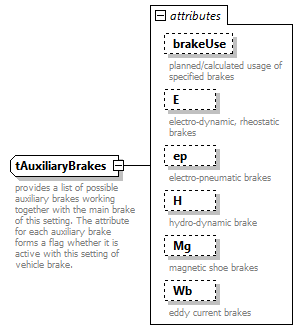 attributes
brakeUse
planned/calculated usage of
specified brakes
E
electro-dynamic, rheostatic
brakes
ep
electro-pneumatic brakes
H
hydro-dynamic brake
Mg
magnetic shoe brakes
Wb
eddy current brakes
tAuxiliaryBrakes
provides a list of possible
auxiliary brakes working
together with the main brake
of this setting. The attribute
for each auxiliary brake
forms a flag whether it is
active with this setting of
vehicle brake.